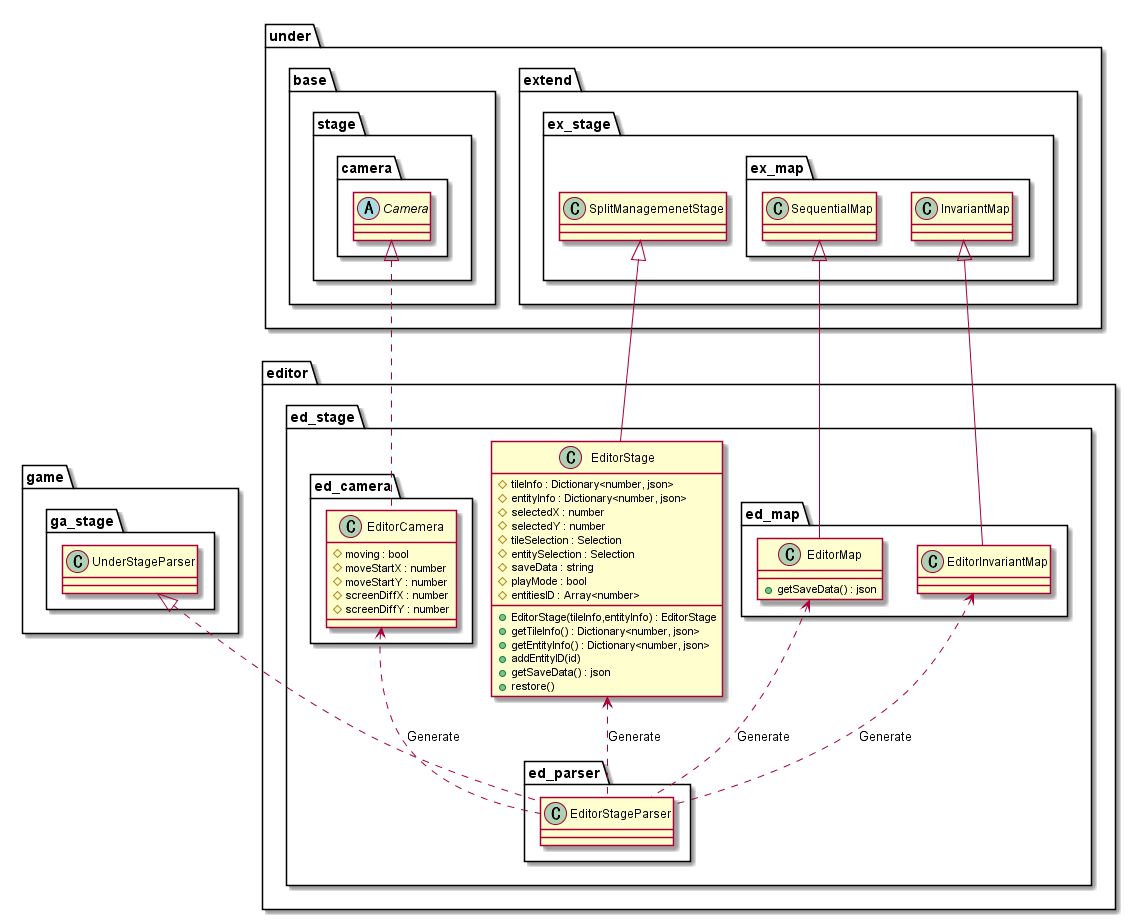 under
base
extend
stage
ex_stage
camera
ex_map
A Camera
C SplitManagemenetStage
C SequentialMap
C InvariantMap
editor
ed_stage
C EditorStage
tileInfo : Dictionary<number, json>
entityInfo : Dictionary<number, json>
selectedX : number
selectedY : number
tileSelection : Selection
entitySelection : Selection
saveData : string
playMode : bool
entitiesID : Array<number>
EditorStage(tileInfo,entityInfo) : EditorStage
getTileInfo() : Dictionary<number, json>
getEntityInfo() : Dictionary<number, json>
addEntityID(id)
getSaveData() : json
restore()
game
ga_stage
C UnderStageParser
ed_camera
C EditorCamera
moving : bool
moveStartX : number
moveStartY : number
screenDiffX : number
screenDiffY : number
ed_map
C EditorMap
getSaveData() : json
C EditorInvariantMap
Generate
Generate
Generate
Generate
ed_parser
C EditorStageParser